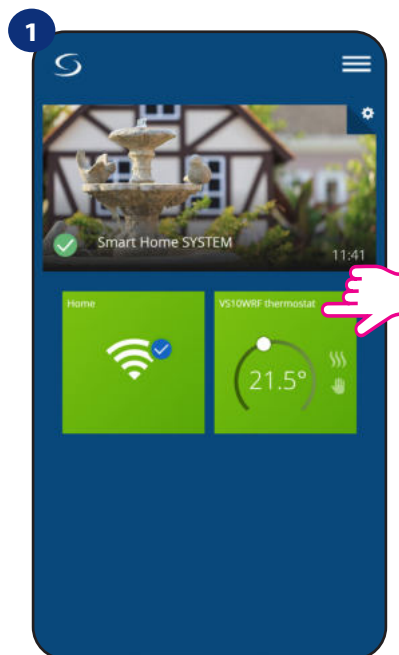 1
Smart Home SYSTEM
11:41
Home
VS10WRF thermostat
21.5°